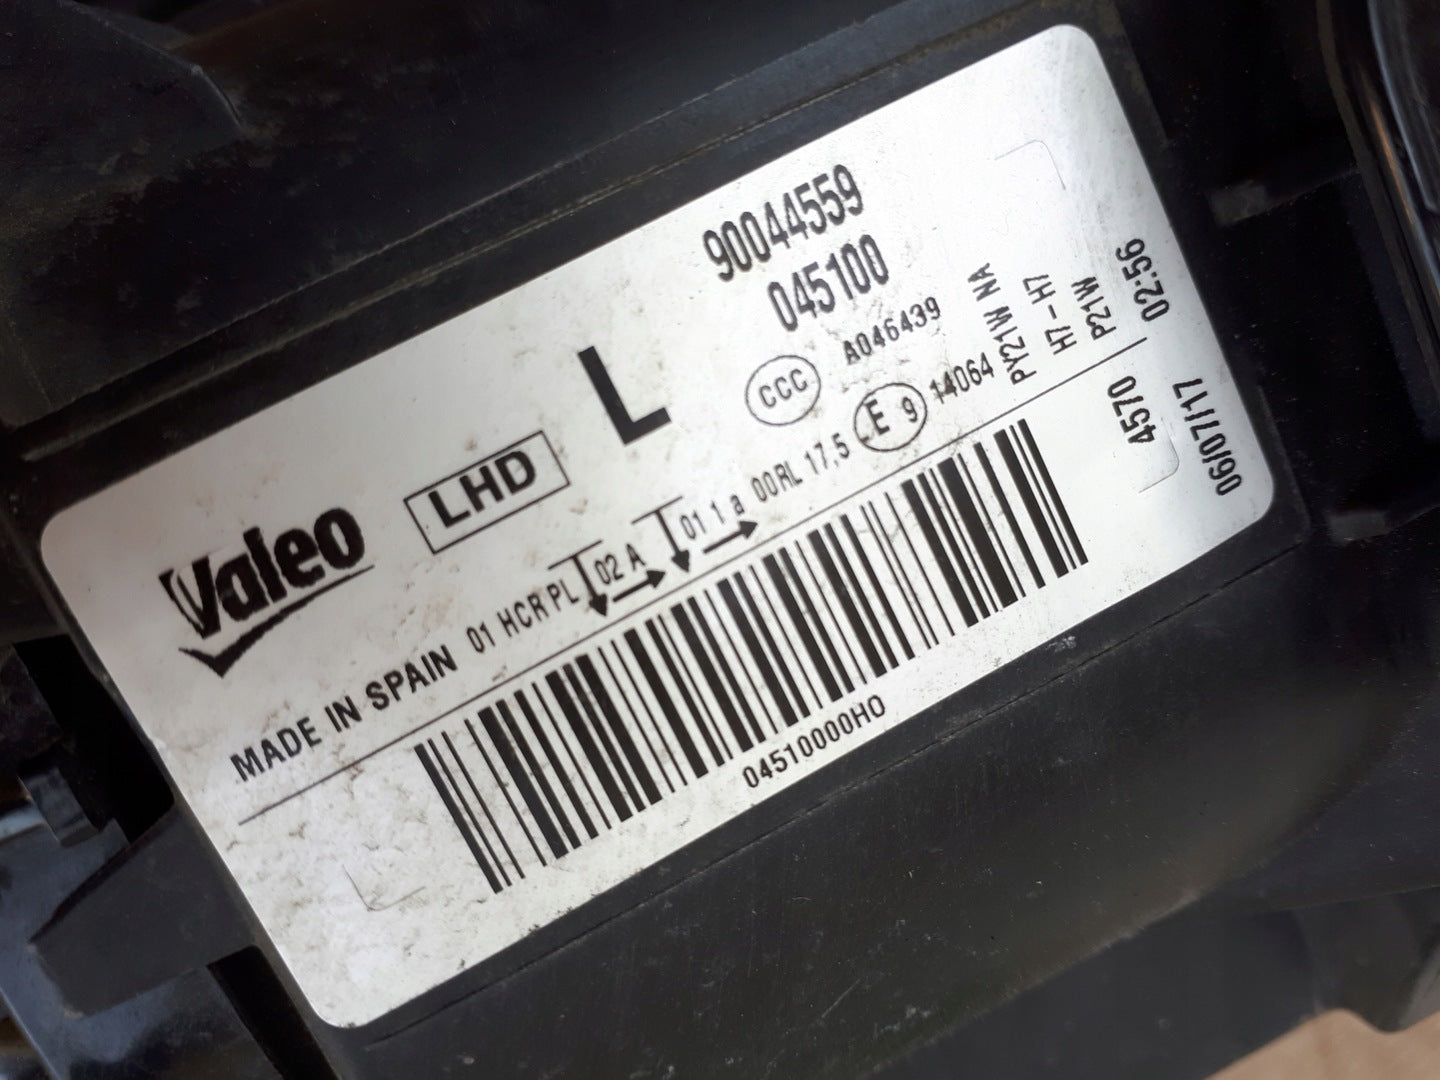 90044559
045100
L
CCC A046439
Valeo
LHD
E 9 14064
MADE IN SPAIN 01 HCR PL 02 A 01 1 a 00RL 17,5
PY21W NA
H7-H7
P21W
02:56
4570
06/07/17
04510000H0